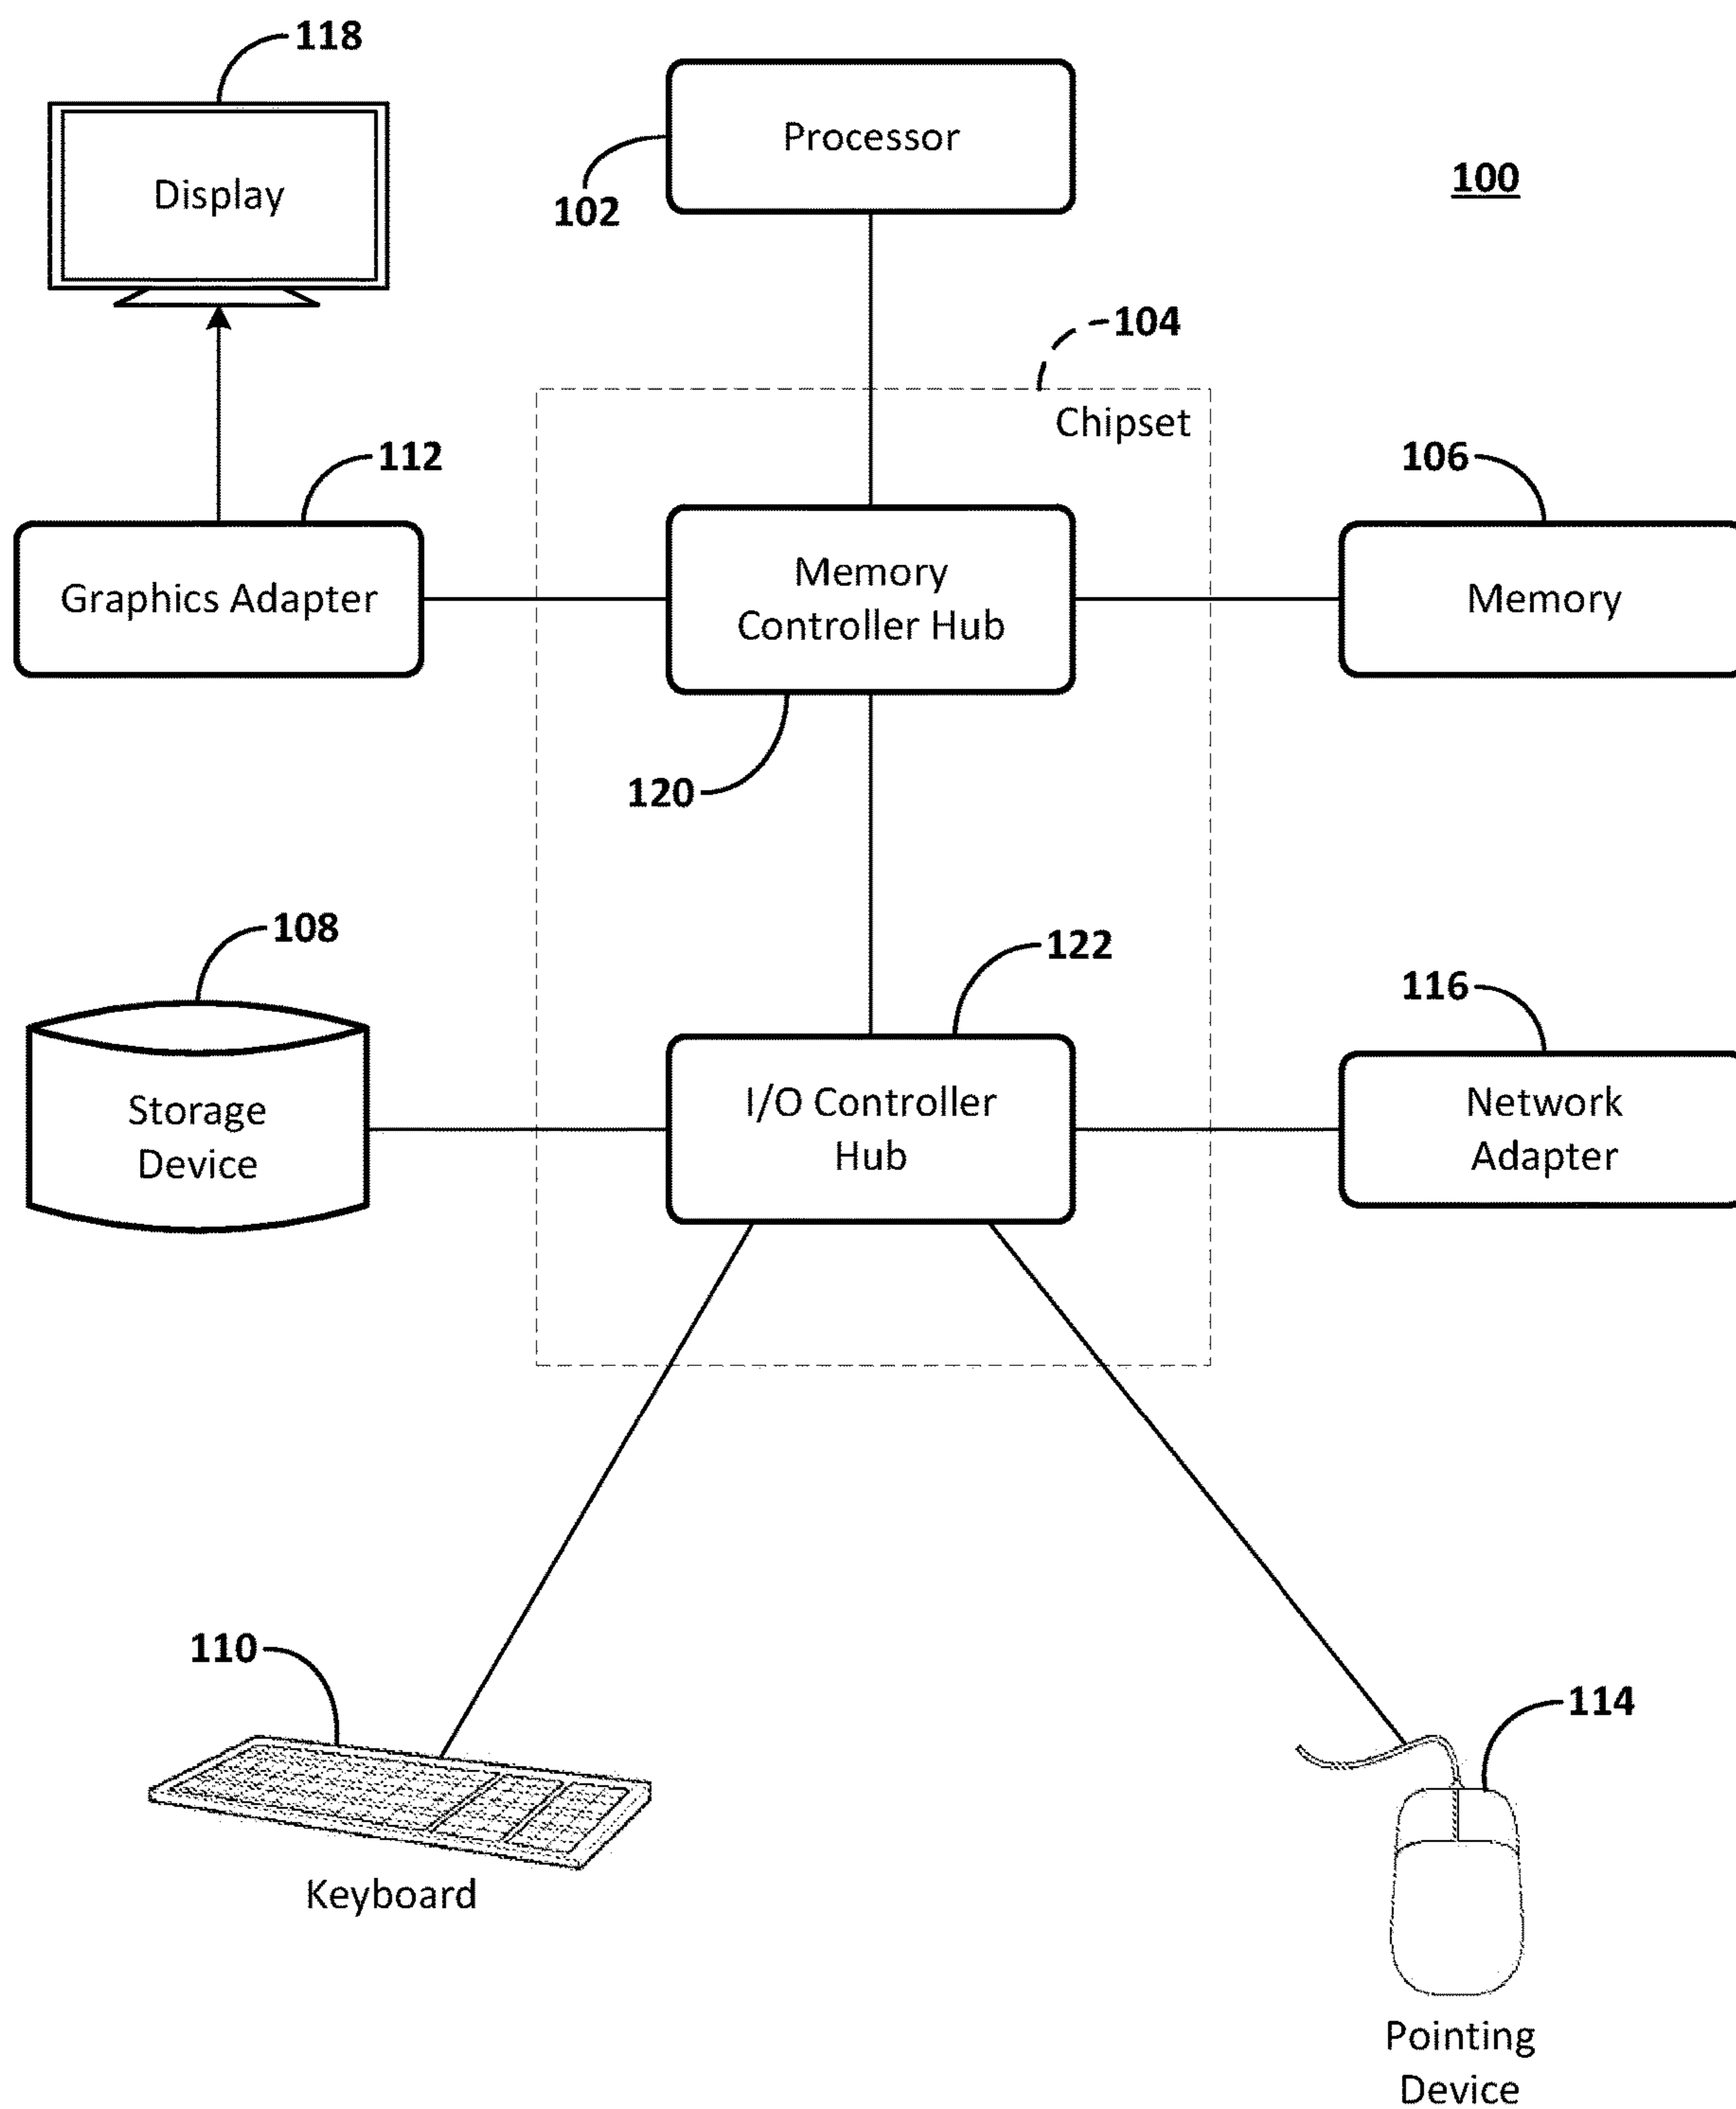 118
Processor
Display
100
102
104
Chipset
112
106
Graphics Adapter
Memory
Controller Hub
Memory
120
108
122
116
Storage
Device
I/O Controller
Hub
Network
Adapter
110
114
Keyboard
Pointing
Device